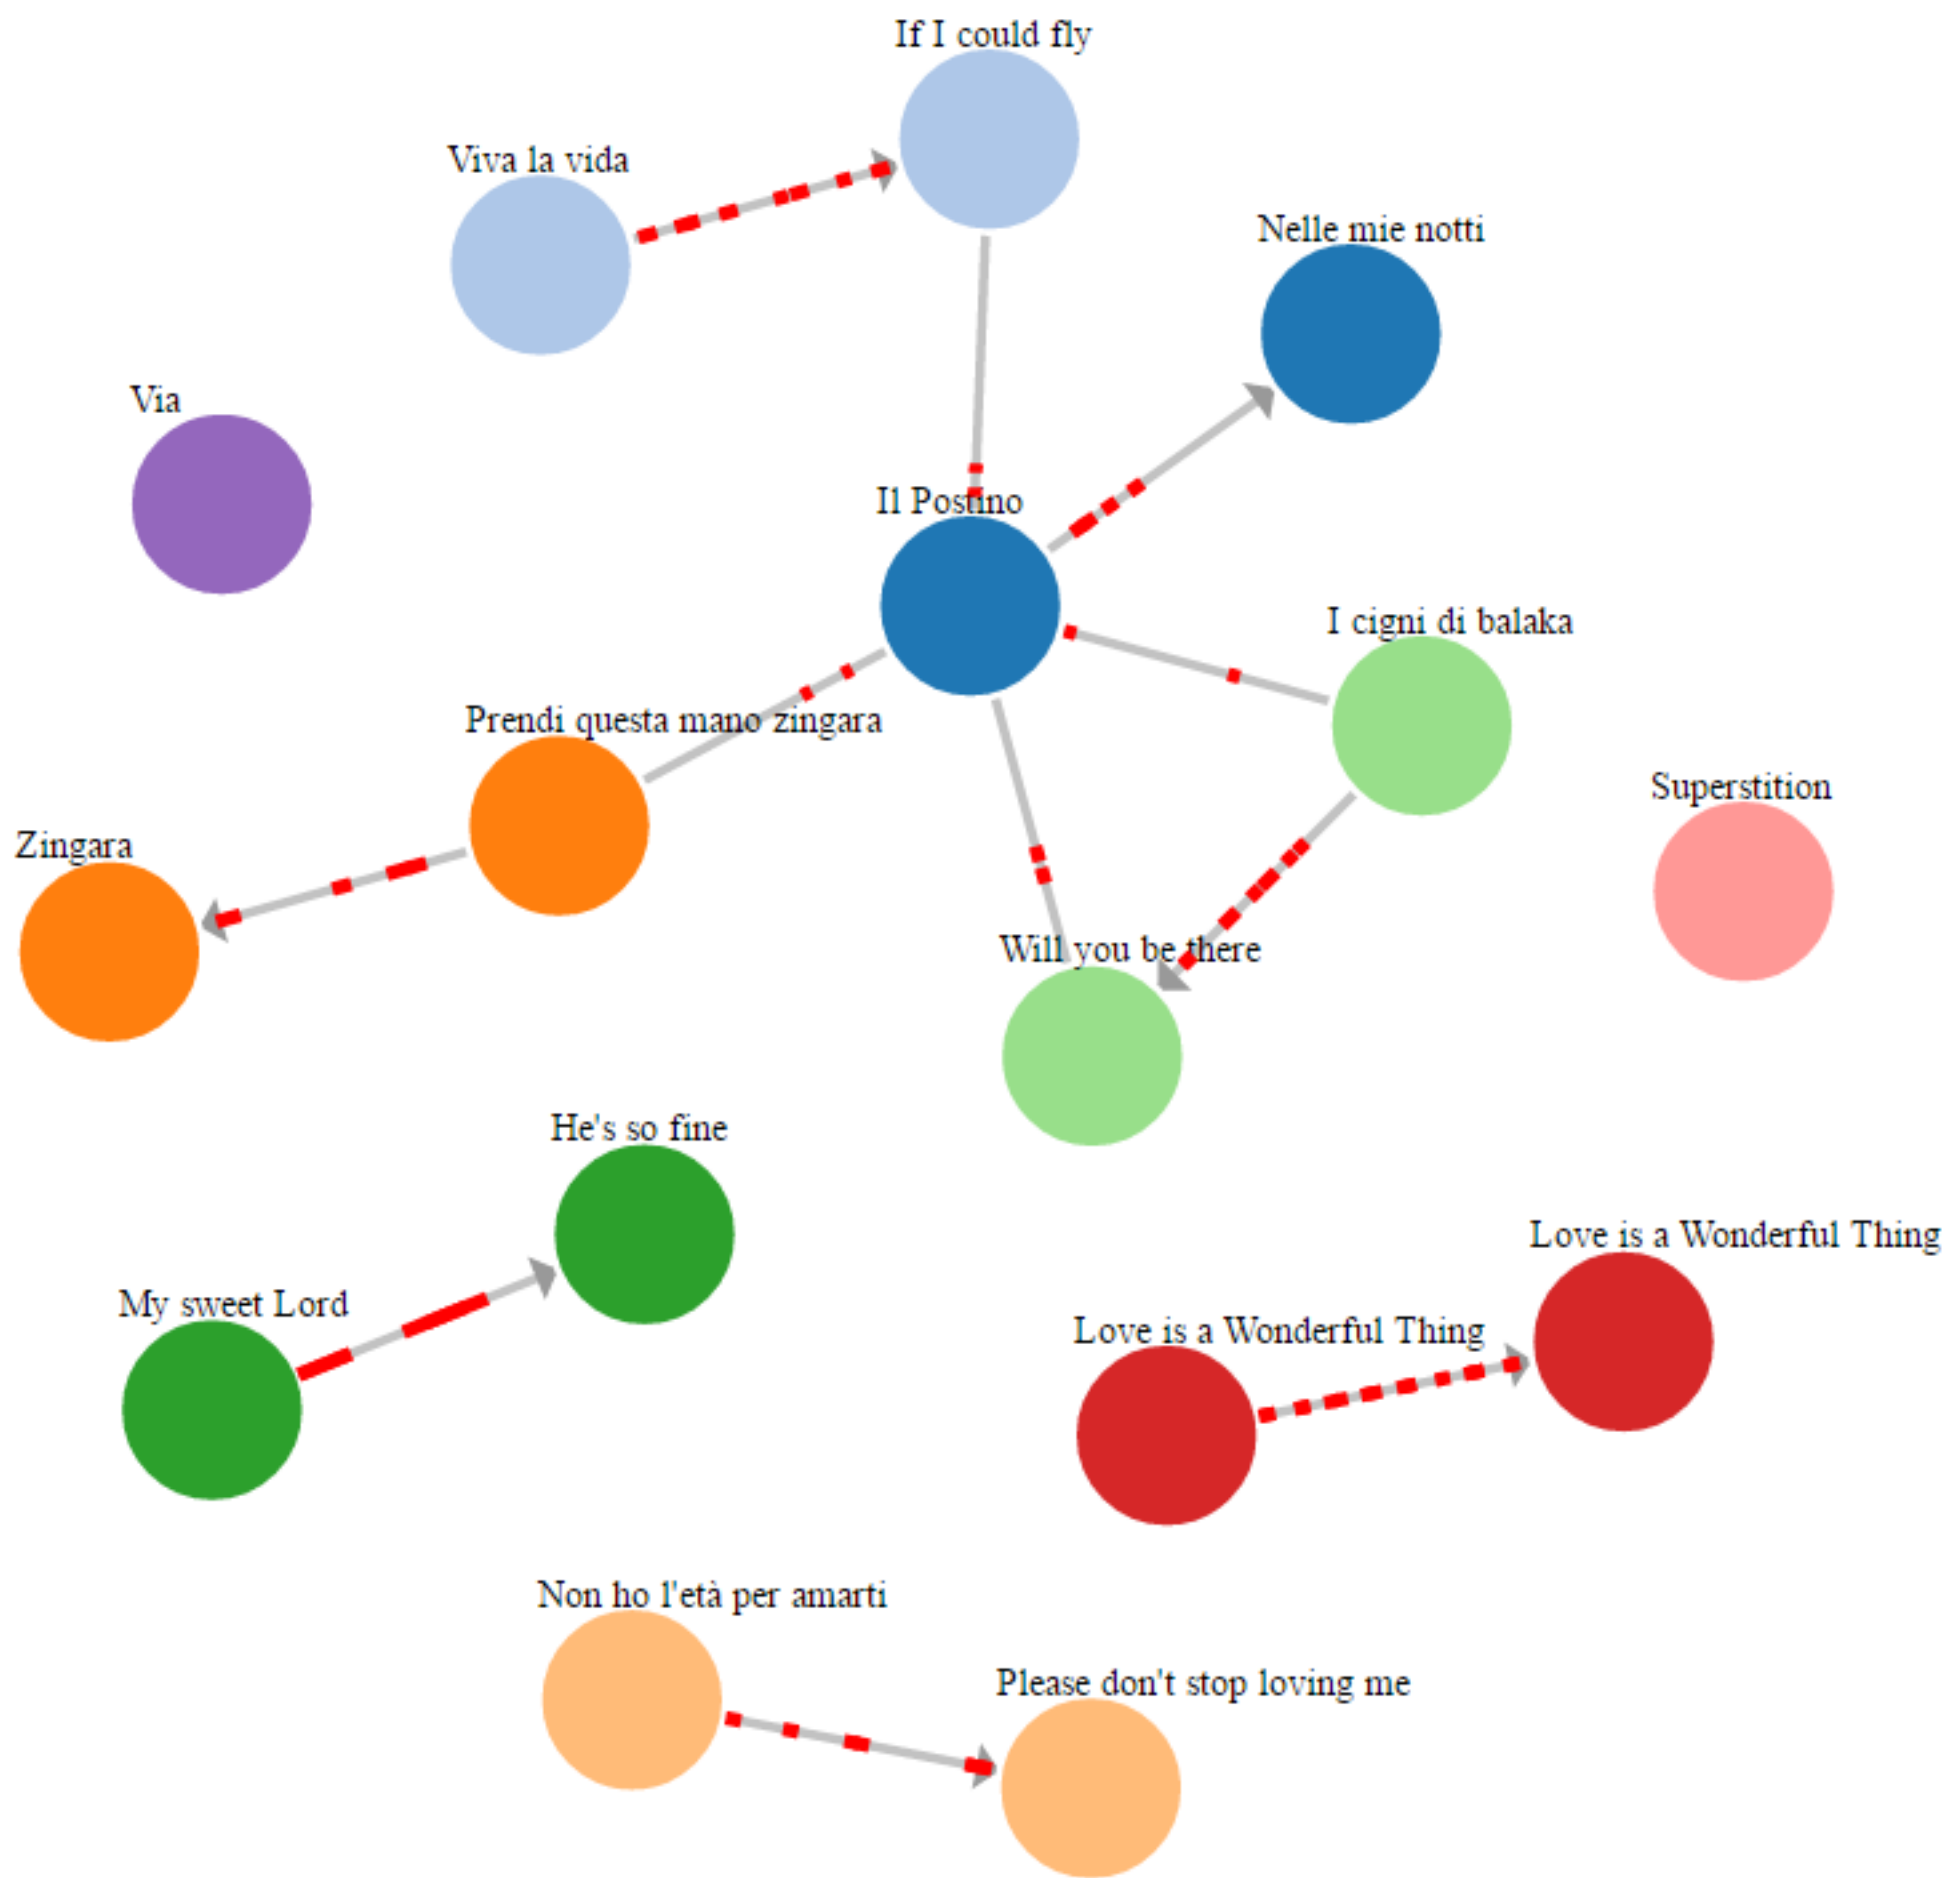 If I could fly
Viva la vida
Nelle mie notti
Via
Il Postino
I cigni di balaka
Prendi questa mano zingara
Superstition
Zingara
Will you be there
He's so fine
Love is a Wonderful Thing
My sweet Lord
Love is a Wonderful Thing
Non ho l'età per amarti
Please don't stop loving me